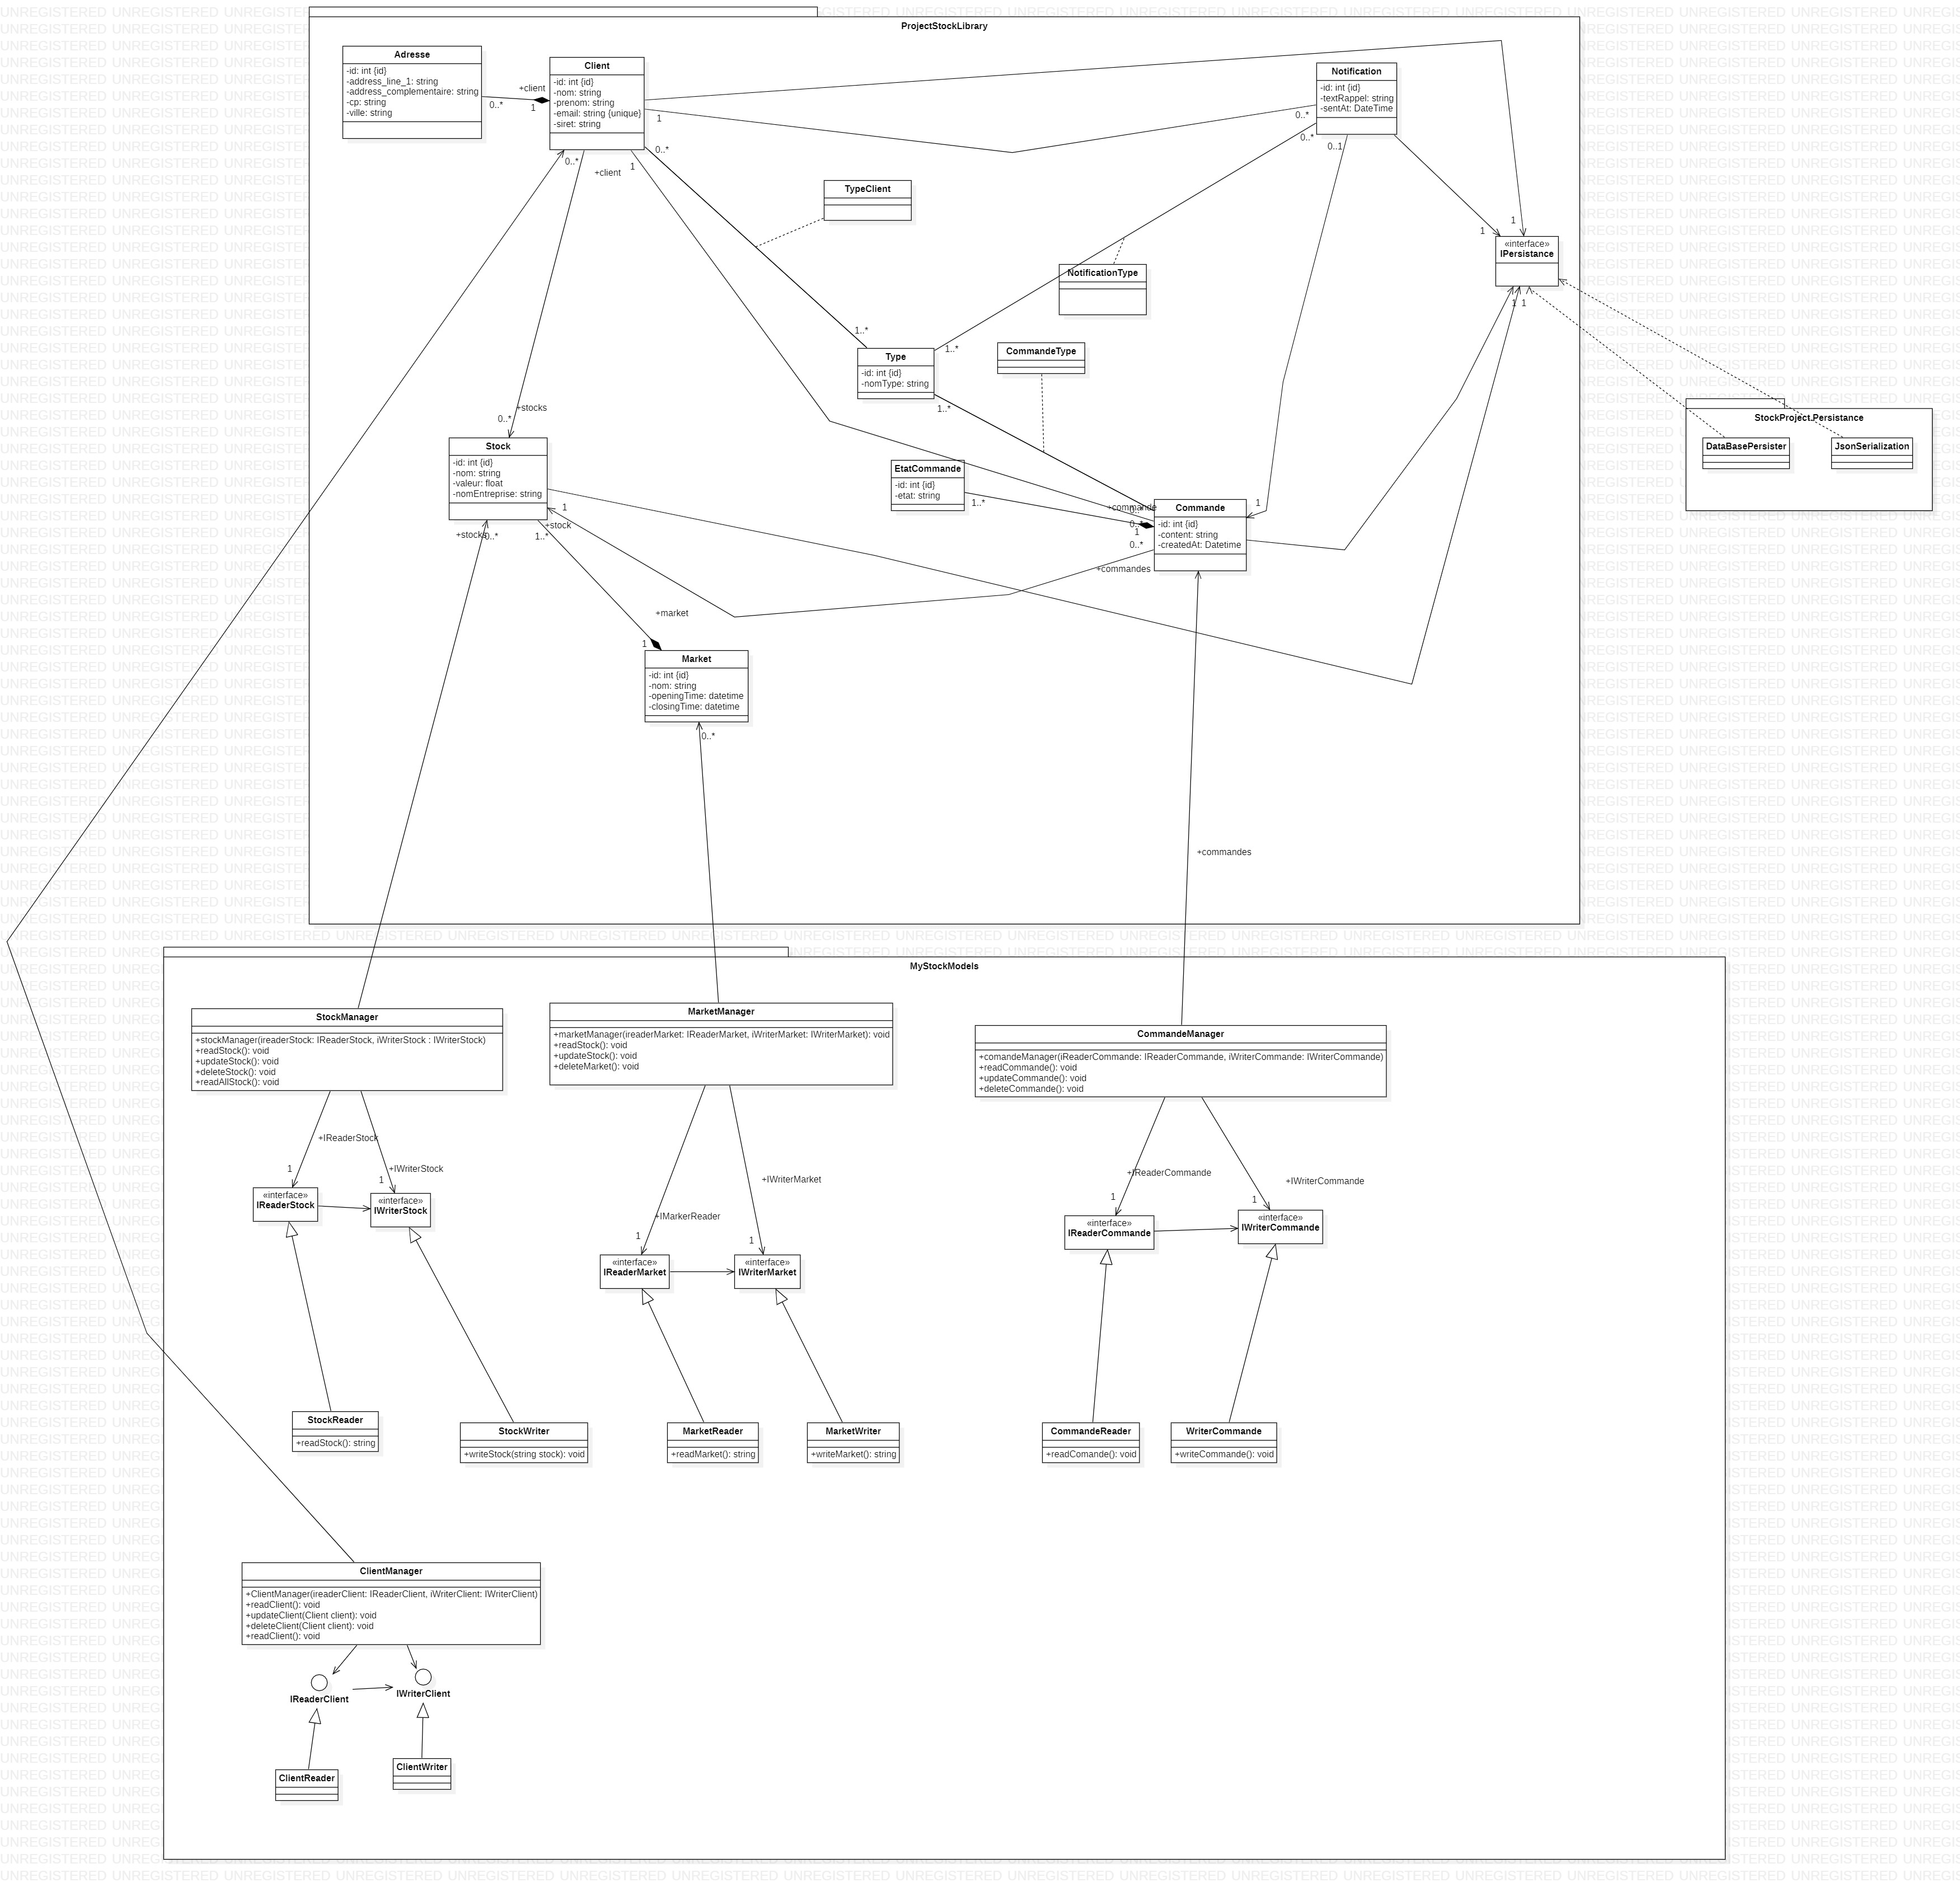 ProjectStockLibrary
Adresse
-id: int {id}
-address_line_1: string
-address_complementaire: string
-cp: string
-ville: string
+client
0..*
1
Client
-id: int {id}
-nom: string
-prenom: string
-email: string {unique}
-siret: string
1
0..*
0..*
+client
1
Notification
-id: int {id}
-textRappel: string
-sentAt: DateTime
0..*
0..*
0..1
TypeClient
NotificationType
1
1
«interface»
IPersistance
1
1
1..*
Type
-id: int {id}
-nomType: string
1..*
1..*
CommandeType
+stocks
0..*
Stock
-id: int {id}
-nom: string
-valeur: float
-nomEntreprise: string
1
+stock
1..*
+stocks
0..*
EtatCommande
-id: int {id}
-etat: string
1..*
+commande
0..*
0..*
1
0..*
+commandes
1
Commande
-id: int {id}
-content: string
-createdAt: Datetime
StockProject.Persistance
DataBasePersister
JsonSerialization
+market
1
Market
-id: int {id}
-nom: string
-openingTime: datetime
-closingTime: datetime
0..*
+commandes
MyStockModels
StockManager
+stockManager(ireaderStock: IReaderStock, iWriterStock : IWriterStock)
+readStock(): void
+updateStock(): void
+deleteStock(): void
+readAllStock(): void
MarketManager
+marketManager(ireaderMarket: IReaderMarket, iWriterMarket: IWriterMarket): void
+readStock(): void
+updateStock(): void
+deleteMarket(): void
CommandeManager
+comandeManager(iReaderCommande: IReaderCommande, iWriterCommande: IWriterCommande)
+readCommande(): void
+updateCommande(): void
+deleteCommande(): void
+IReaderStock
1
+IWriterStock
1
«interface»
IReaderStock
«interface»
IWriterStock
+IWriterMarket
+IMarkerReader
1
1
«interface»
IReaderMarket
«interface»
IWriterMarket
+IReaderCommande
1
+IWriterCommande
1
«interface»
IReaderCommande
«interface»
IWriterCommande
StockReader
+readStock(): string
StockWriter
+writeStock(string stock): void
MarketReader
+readMarket(): string
MarketWriter
+writeMarket(): string
CommandeReader
+readComande(): void
WriterCommande
+writeCommande(): void
ClientManager
+ClientManager(ireaderClient: IReaderClient, iWriterClient: IWriterClient)
+readClient(): void
+updateClient(Client client): void
+deleteClient(Client client): void
+readClient(): void
IReaderClient
IWriterClient
ClientReader
ClientWriter
UNREGISTERED